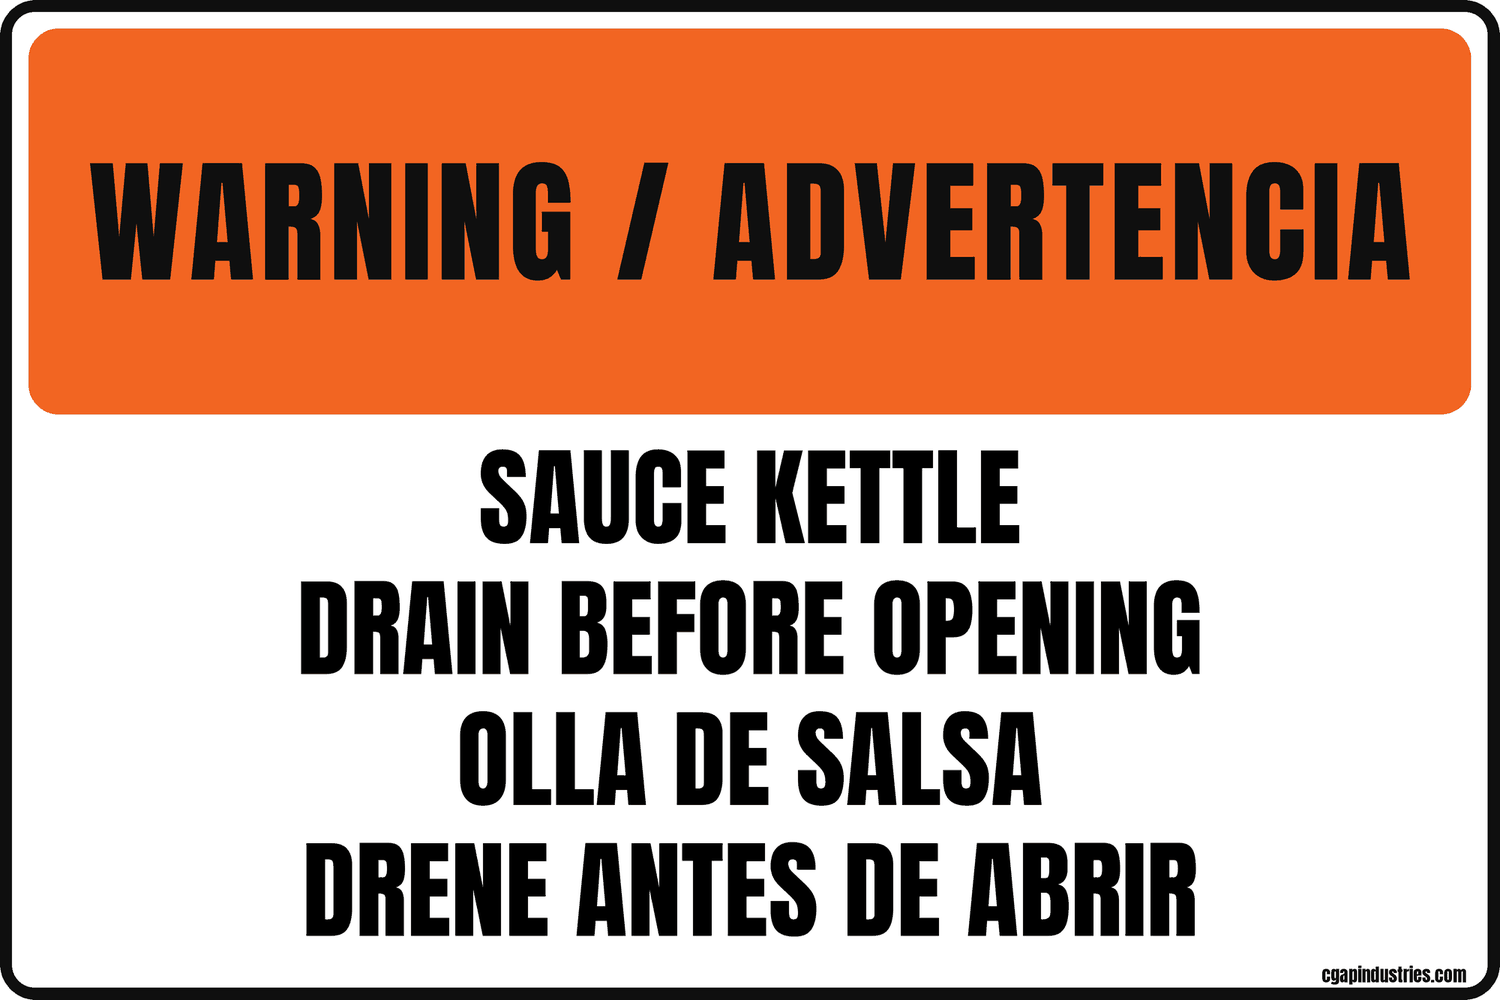 WARNING / ADVERTENCIA
SAUCE KETTLE
DRAIN BEFORE OPENING
OLLA DE SALSA
DRENE ANTES DE ABRIR
cgapindustries.com